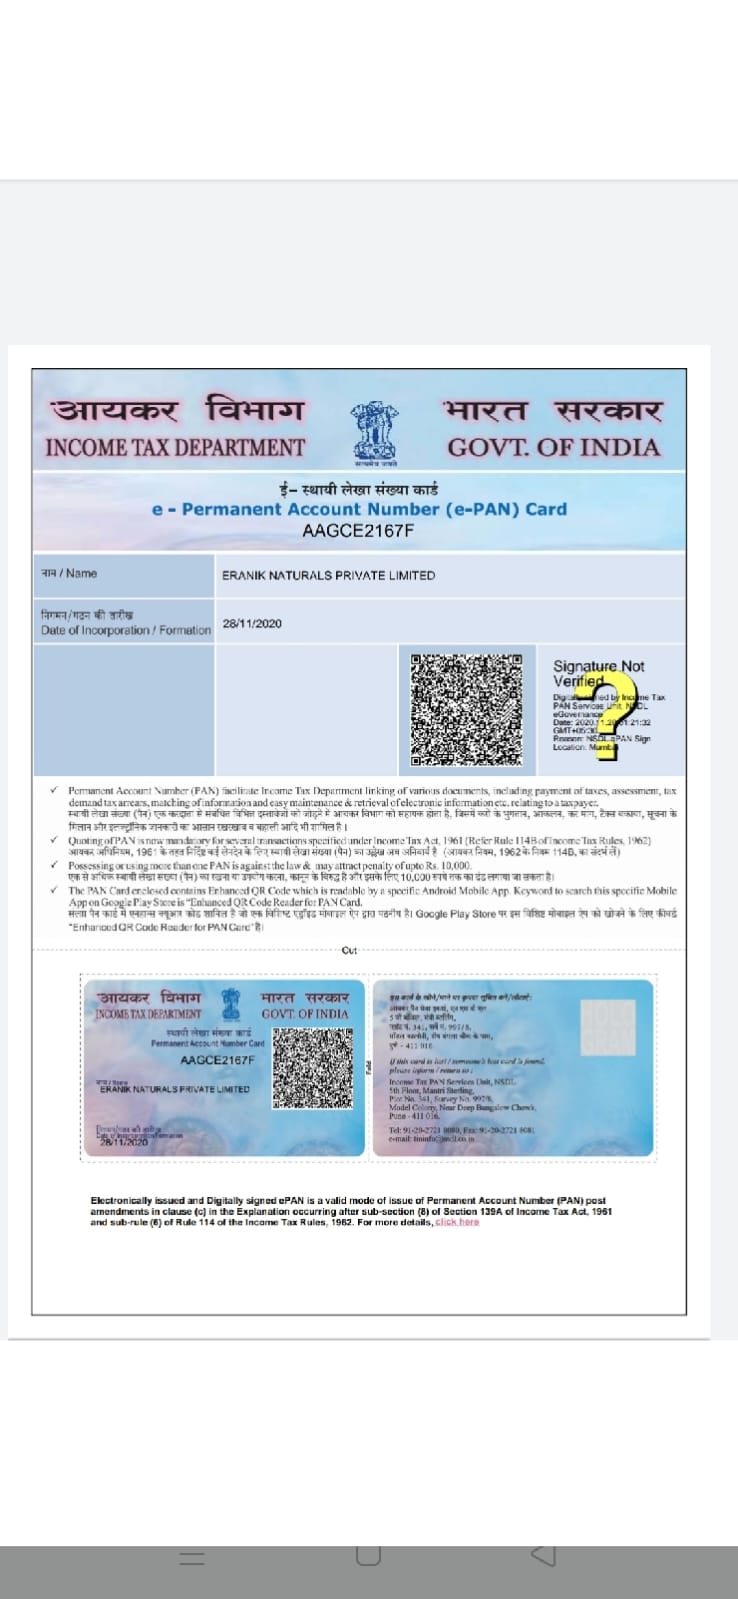 आयकर विभाग
INCOME TAX DEPARTMENT
सत्यमेव जयते
भारत सरकार
GOVT. OF INDIA
ई- स्थायी लेखा संख्या कार्ड
e - Permanent Account Number (e-PAN) Card
AAGCE2167F
नाम / Name
ERANIK NATURALS PRIVATE LIMITED
निगमन/गठन की तारीख
Date of Incorporation / Formation
28/11/2020
Signature Not
Verified
by Income Tax
PAN Services Unit, NSDL
eGovernance
21:32
GMT+05:30
Reason: NSDL ePAN Sign
Location: Mumbai
✓ Permanent Account Number (PAN) facilitate Income Tax Department linking of various documents, including payment of taxes, assessment, tax
demand tax arrears, matching of information and easy maintenance & retrieval of electronic information etc. relating to a taxpayer.
स्थायी लेखा संख्या (पैन) एक करदाता से संबंधित विभिन्न दस्तावेजों को जोड़ने में आयकर विभाग को सहायक होता है, जिसमें करों के भुगतान, आकलन, कर मांग, टैक्स बकाया, सूचना के
मिलान और इलक्ट्रॉनिक जानकारी का आसान रखरखाव व बहाली आदि भी शामिल है ।
✓ Quoting of PAN is now mandatory for several transactions specified under Income Tax Act, 1961 (Refer Rule 114B of Income Tax Rules, 1962)
आयकर अधिनियम, 1961 के तहत निर्दिष्ट कई लेनदेन के लिए स्थायी लेखा संख्या (पैन) का उल्लेख अब अनिवार्य है (आयकर नियम, 1962 के नियम 114B, का संदर्भ लें)
✓ Possessing or using more than one PAN is against the law & may attract penalty of upto Rs. 10,000.
एक से अधिक स्थायी लेखा संख्या (पैन) का रखना या उपयोग करना, कानून के विरुद्ध है और इसके लिए 10,000 रुपये तक का दंड लगाया जा सकता है।
✓ The PAN Card enclosed contains Enhanced QR Code which is readable by a specific Android Mobile App. Keyword to search this specific Mobile
App on Google Play Store is "Enhanced QR Code Reader for PAN Card.
संलग्न पैन कार्ड में एनहान्स क्यूआर कोड शामिल है जो एक विशिष्ट एंड्रॉइड मोबाइल ऐप द्वारा पठनीय है। Google Play Store पर इस विशिष्ट मोबाइल ऐप को खोजने के लिए कीवर्ड
"Enhanced QR Code Reader for PAN Card" है।
Cut
आयकर विभाग
INCOME TAX DEPARTMENT
भारत सरकार
GOVT. OF INDIA
स्थायी लेखा संख्या कार्ड
Permanent Account Number Card
AAGCE2167F
नाम / Name
ERANIK NATURALS PRIVATE LIMITED
निगमन/गठन की तारीख
Date of Incorporation/Formation
28/11/2020
Fold
इस कार्ड के खोने/पाने पर कृपया सूचित करें/लौटाएं:
आयकर पैन सेवा इकाई,
5 वी मंजिल, मंत्री स्टर्लिंग,
प्लॉट नं. 341, सर्वे नं. 997/8,
मॉडल कालोनी, दीप बंगला चौक के पास,
पुणे - 411 016.
If this card is lost / someone's lost card is found,
please inform / return to :
Income Tax PAN Services Unit, NSDL
5th Floor, Mantri Sterling,
Plot No. 341, Survey No. 997/8,
Model Colony, Near Deep Bungalow Chowk,
Pune - 411 016.
Tel: 91-20-2721 8080, Fax: 91-20-2721 8081
e-mail: tininfo@nsdl.co.in
Electronically issued and Digitally signed ePAN is a valid mode of issue of Permanent Account Number (PAN) post
amendments in clause (c) in the Explanation occurring after sub-section (8) of Section 139A of Income Tax Act, 1961
and sub-rule (6) of Rule 114 of the Income Tax Rules, 1962. For more details, click here